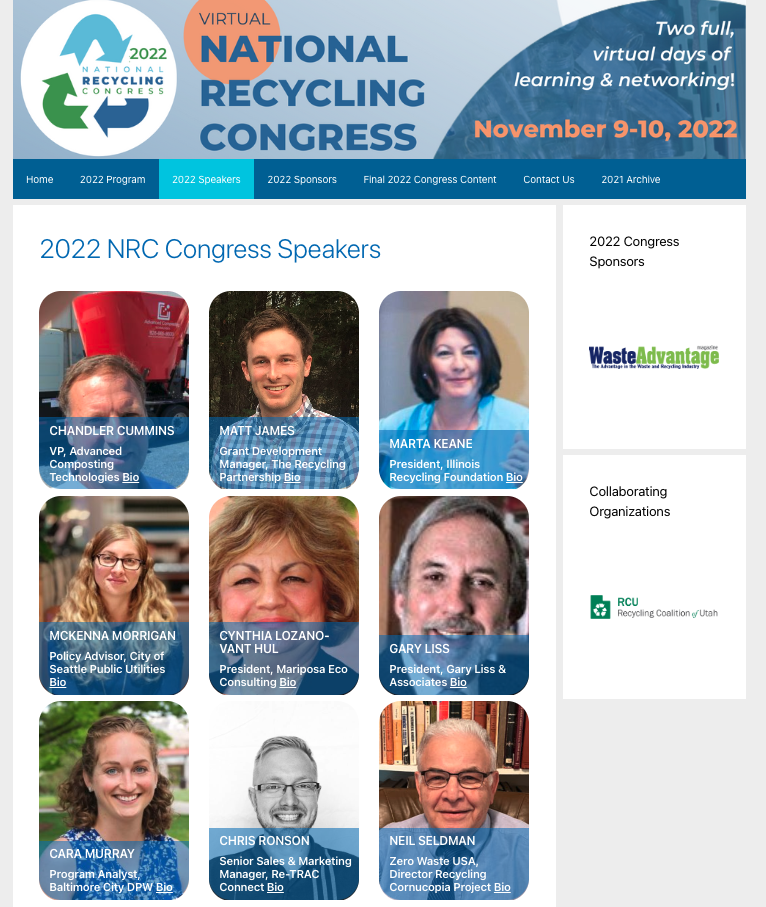 2022
NATIONAL
RECYCLING
CONGRESS
VIRTUAL
NATIONAL
RECYCLING
CONGRESS
Two full,
virtual days of
learning & networking!
November 9-10, 2022
Home 2022 Program 2022 Speakers 2022 Sponsors Final 2022 Congress Content Contact Us 2021 Archive
2022 NRC Congress Speakers
CHANDLER CUMMINS
VP, Advanced
Composting
Technologies Bio
MATT JAMES
Grant Development
Manager, The Recycling
Partnership Bio
MARTA KEANE
President, Illinois
Recycling Foundation Bio
MCKENNA MORRIGAN
Policy Advisor, City of
Seattle Public Utilities
Bio
CYNTHIA LOZANO-
VANT HUL
President, Mariposa Eco
Consulting Bio
GARY LISS
President, Gary Liss &
Associates Bio
CARA MURRAY
Program Analyst,
Baltimore City DPW Bio
CHRIS RONSON
Senior Sales & Marketing
Manager, Re-TRAC
Connect Bio
NEIL SELDMAN
Zero Waste USA,
Director Recycling
Cornucopia Project Bio
2022 Congress
Sponsors
magazine
WasteAdvantage
The Advantage in the Waste and Recycling Industry
Collaborating
Organizations
RCU
Recycling Coalition of Utah